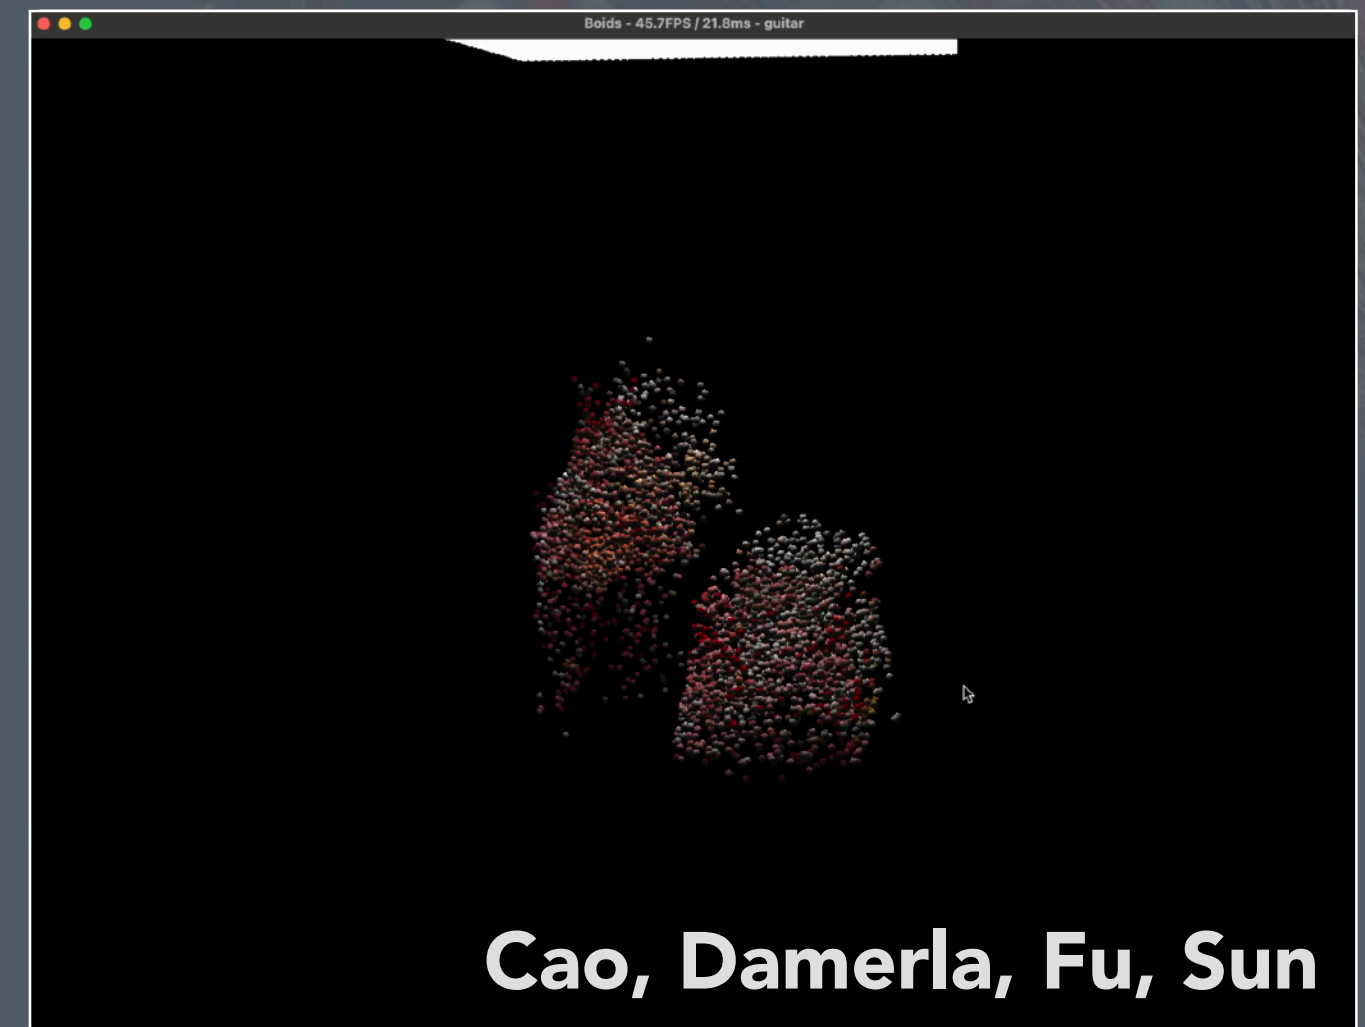 Boids - 45.7FPS / 21.8ms - guitar
Cao, Damerla, Fu, Sun